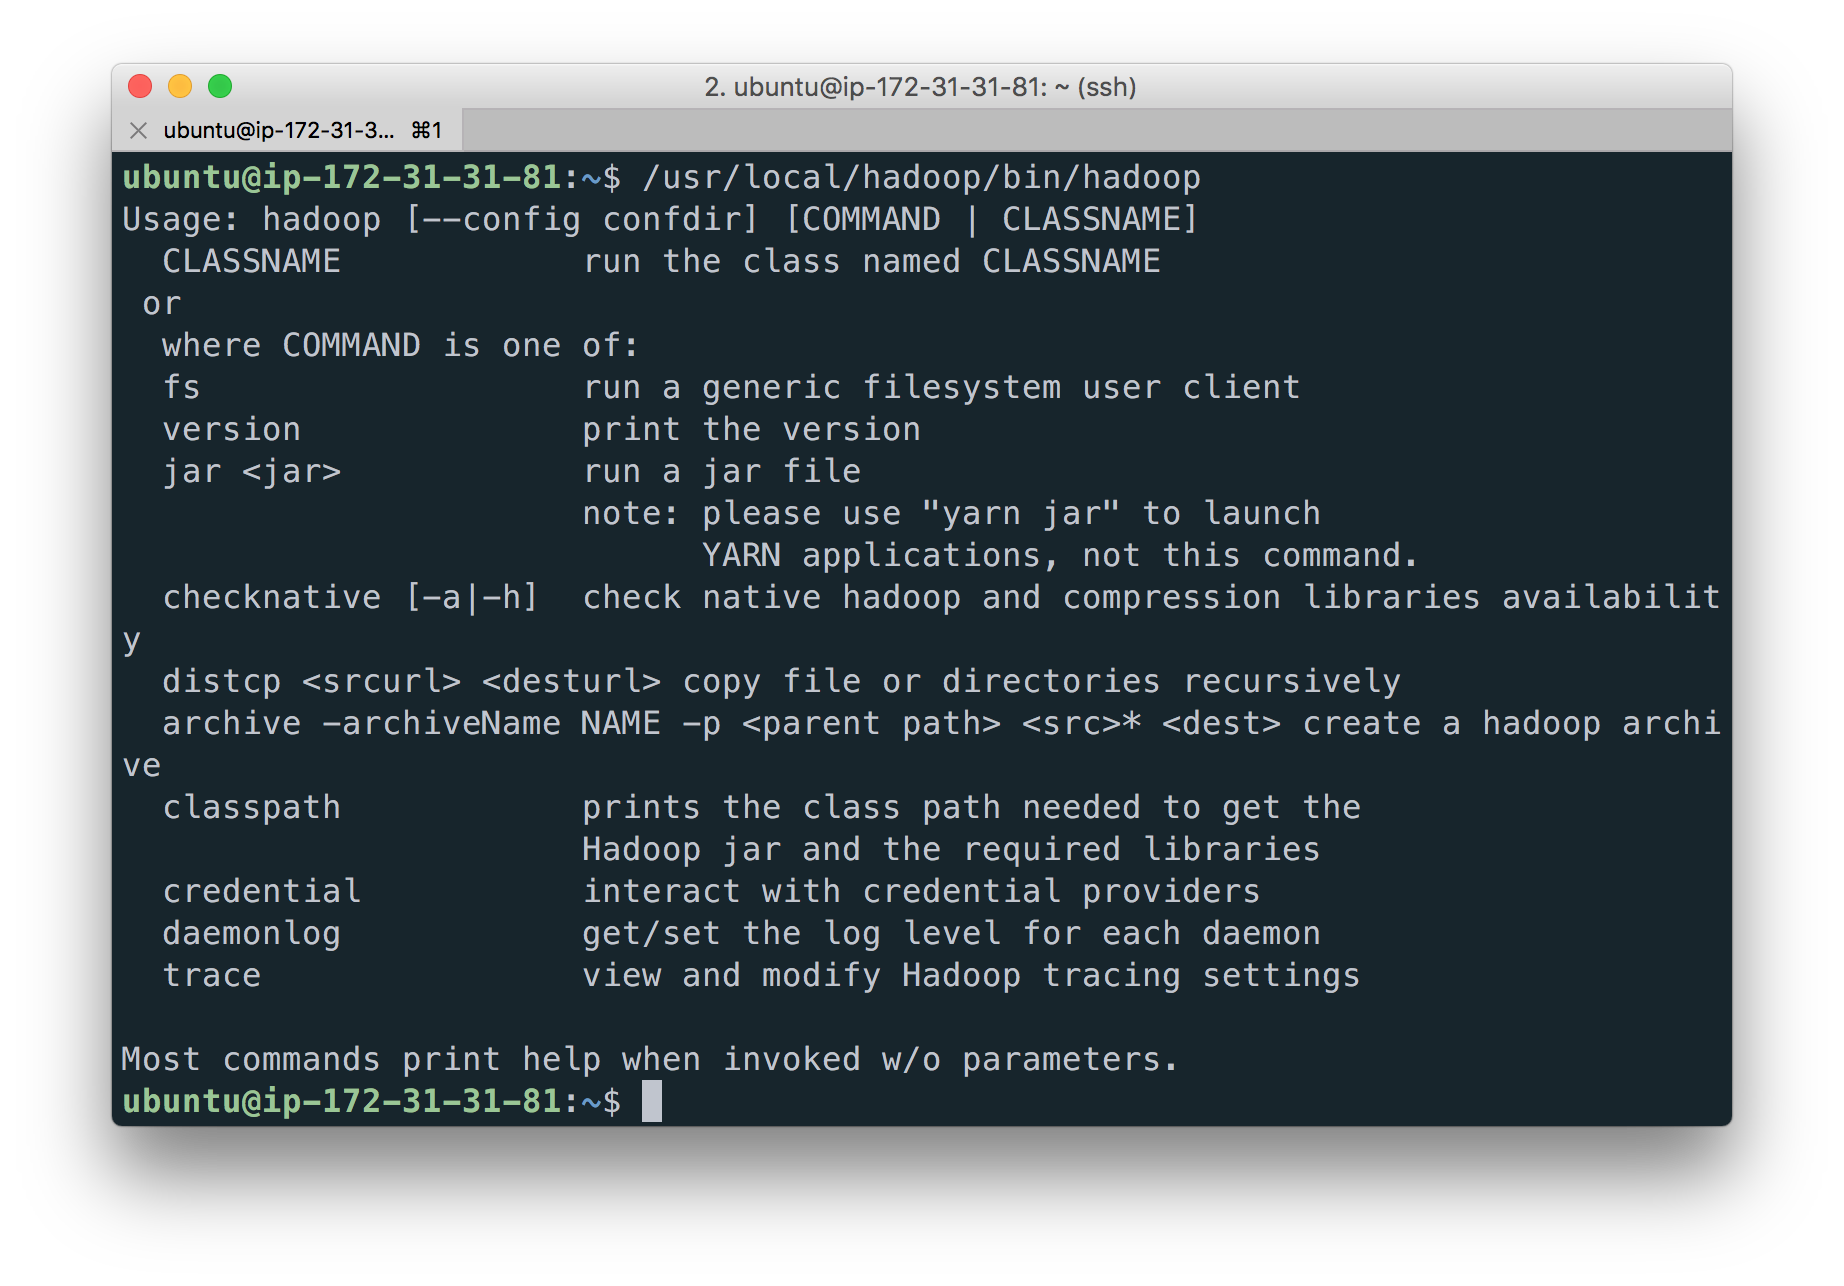 2. ubuntu@ip-172-31-31-81: ~ (ssh)
ubuntu@ip-172-31-3... ⌘1
ubuntu@ip-172-31-31-81:~$ /usr/local/hadoop/bin/hadoop
Usage: hadoop [--config confdir] [COMMAND | CLASSNAME]
  CLASSNAME            run the class named CLASSNAME
 or
  where COMMAND is one of:
  fs                   run a generic filesystem user client
  version              print the version
  jar <jar>            run a jar file
                       note: please use "yarn jar" to launch
                             YARN applications, not this command.
  checknative [-a|-h]  check native hadoop and compression libraries availabilit
y
  distcp <srcurl> <desturl> copy file or directories recursively
  archive -archiveName NAME -p <parent path> <src>* <dest> create a hadoop archi
ve
  classpath            prints the class path needed to get the
                       Hadoop jar and the required libraries
  credential           interact with credential providers
  daemonlog            get/set the log level for each daemon
  trace                view and modify Hadoop tracing settings

Most commands print help when invoked w/o parameters.
ubuntu@ip-172-31-31-81:~$